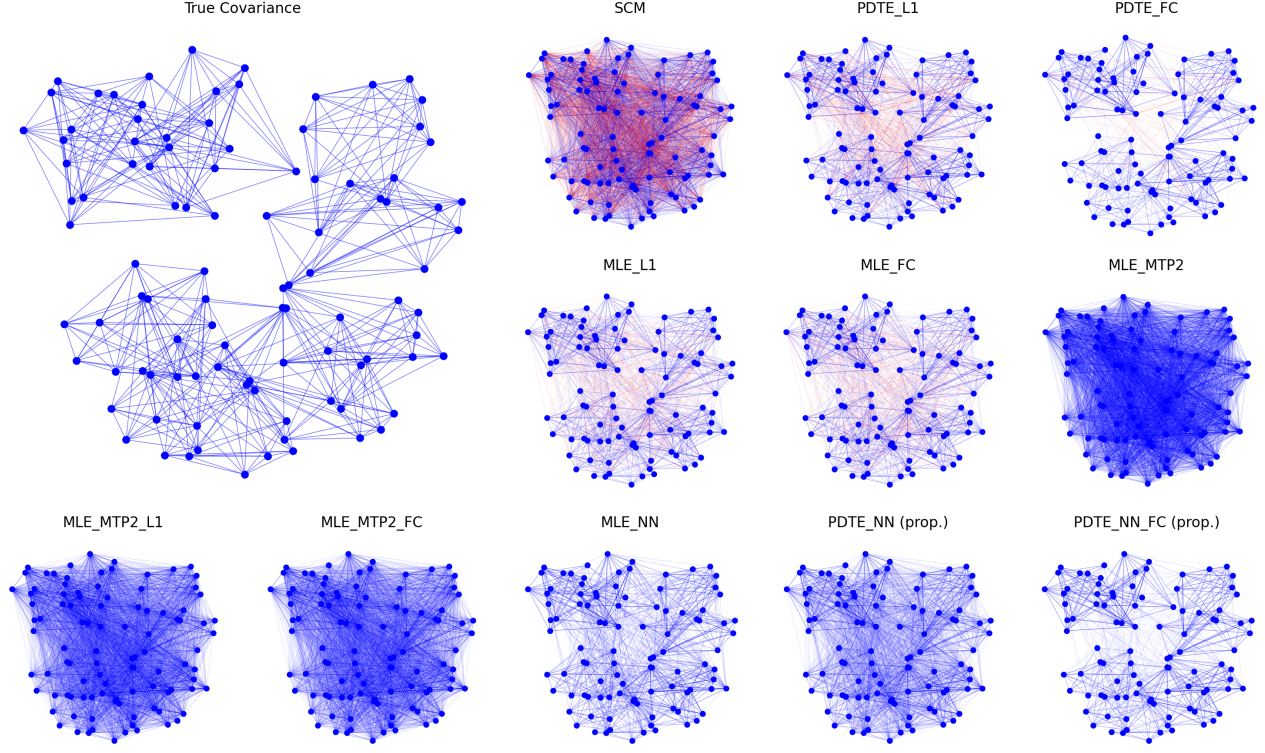 True Covariance
SCM
PDTE_L1
PDTE_FC
MLE_L1
MLE_FC
MLE_MTP2
MLE_MTP2_L1
MLE_MTP2_FC
MLE_NN
PDTE_NN (prop.)
PDTE_NN_FC (prop.)